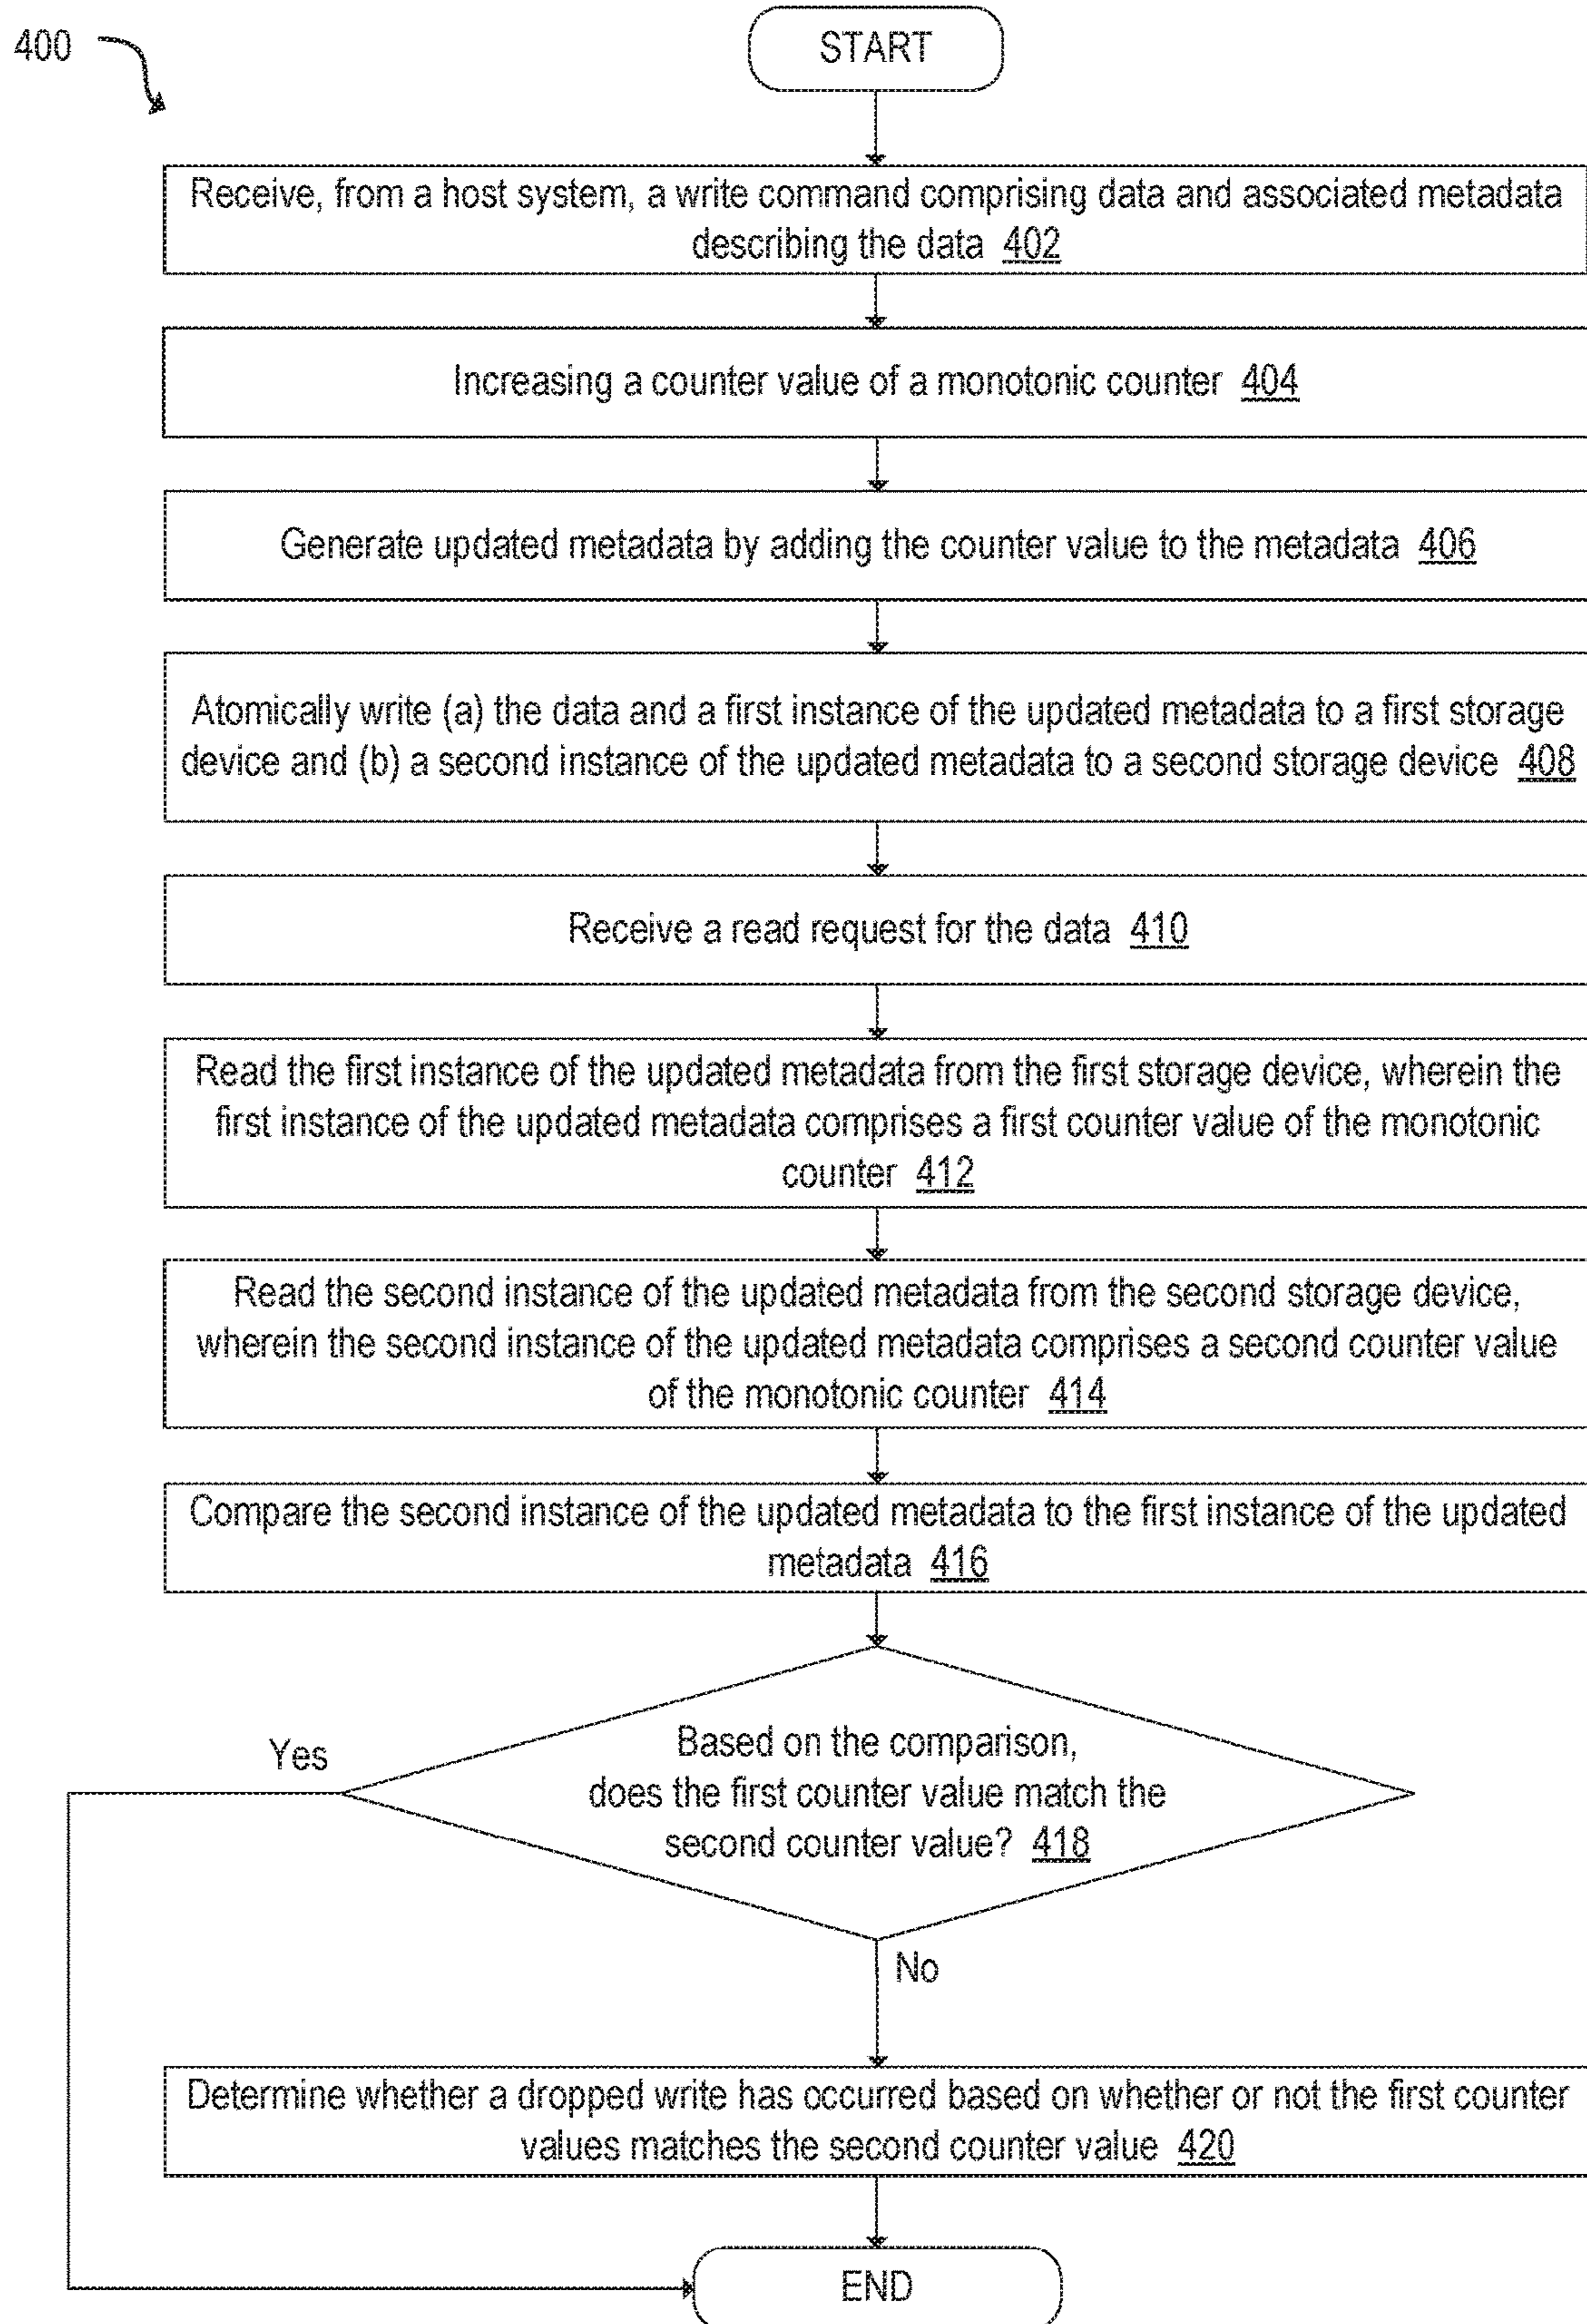 400
START
Receive, from a host system, a write command comprising data and associated metadata
describing the data 402
Increasing a counter value of a monotonic counter 404
Generate updated metadata by adding the counter value to the metadata 406
Atomically write (a) the data and a first instance of the updated metadata to a first storage
device and (b) a second instance of the updated metadata to a second storage device 408
Receive a read request for the data 410
Read the first instance of the updated metadata from the first storage device, wherein the
first instance of the updated metadata comprises a first counter value of the monotonic
counter 412
Read the second instance of the updated metadata from the second storage device,
wherein the second instance of the updated metadata comprises a second counter value
of the monotonic counter 414
Compare the second instance of the updated metadata to the first instance of the updated
metadata 416
Yes
Based on the comparison,
does the first counter value match the
second counter value? 418
No
Determine whether a dropped write has occurred based on whether or not the first counter
values matches the second counter value 420
END